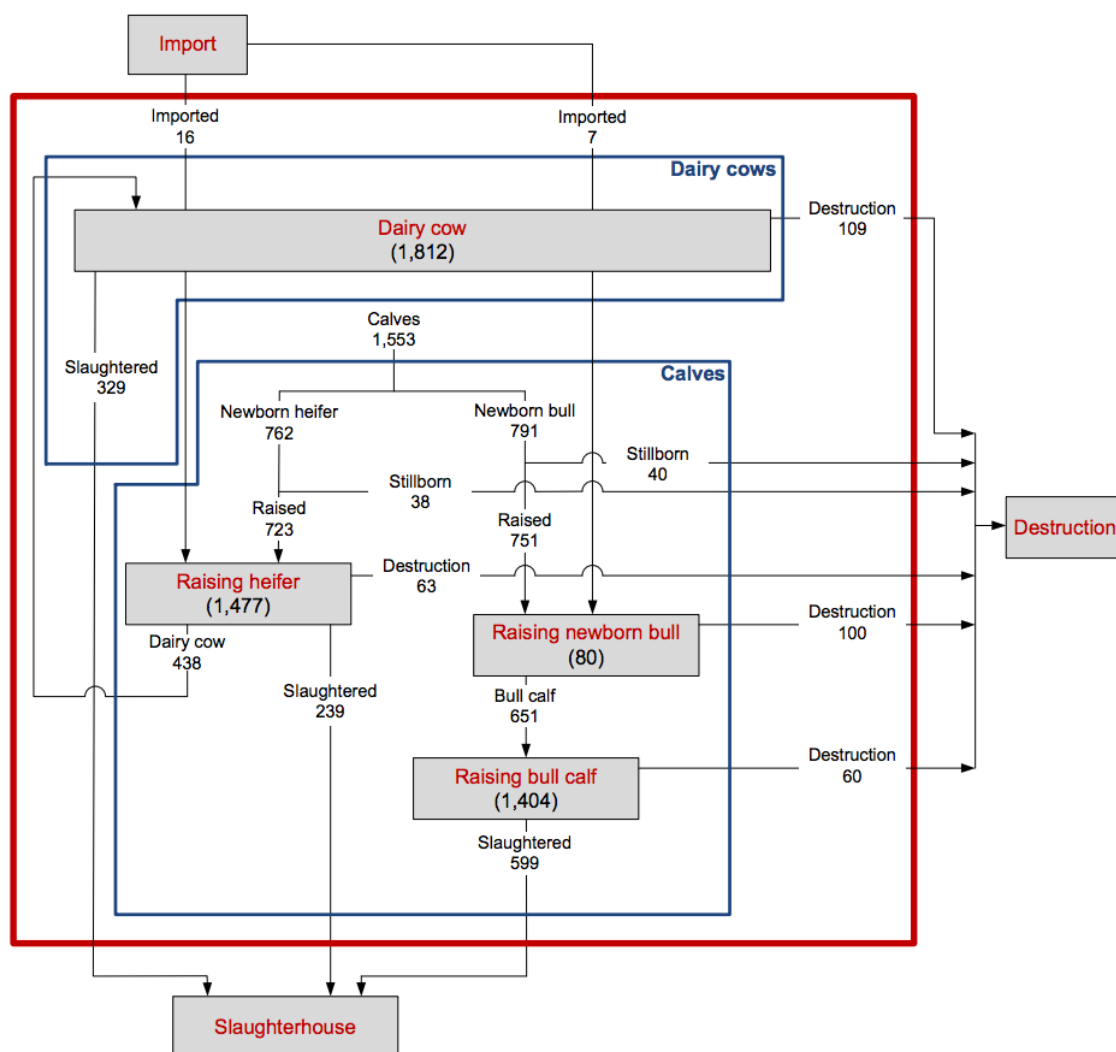 Import
Imported
16
Imported
7
Dairy cows
Dairy cow
(1,812)
Destruction
109
Calves
1,553
Slaughtered
329
Calves
Newborn heifer
762
Newborn bull
791
Stillborn
40
Stillborn
38
Raised
723
Raised
751
Destruction
Raising heifer
(1,477)
Destruction
63
Raising newborn bull
(80)
Destruction
100
Dairy cow
438
Slaughtered
239
Bull calf
651
Raising bull calf
(1,404)
Destruction
60
Slaughtered
599
Slaughterhouse